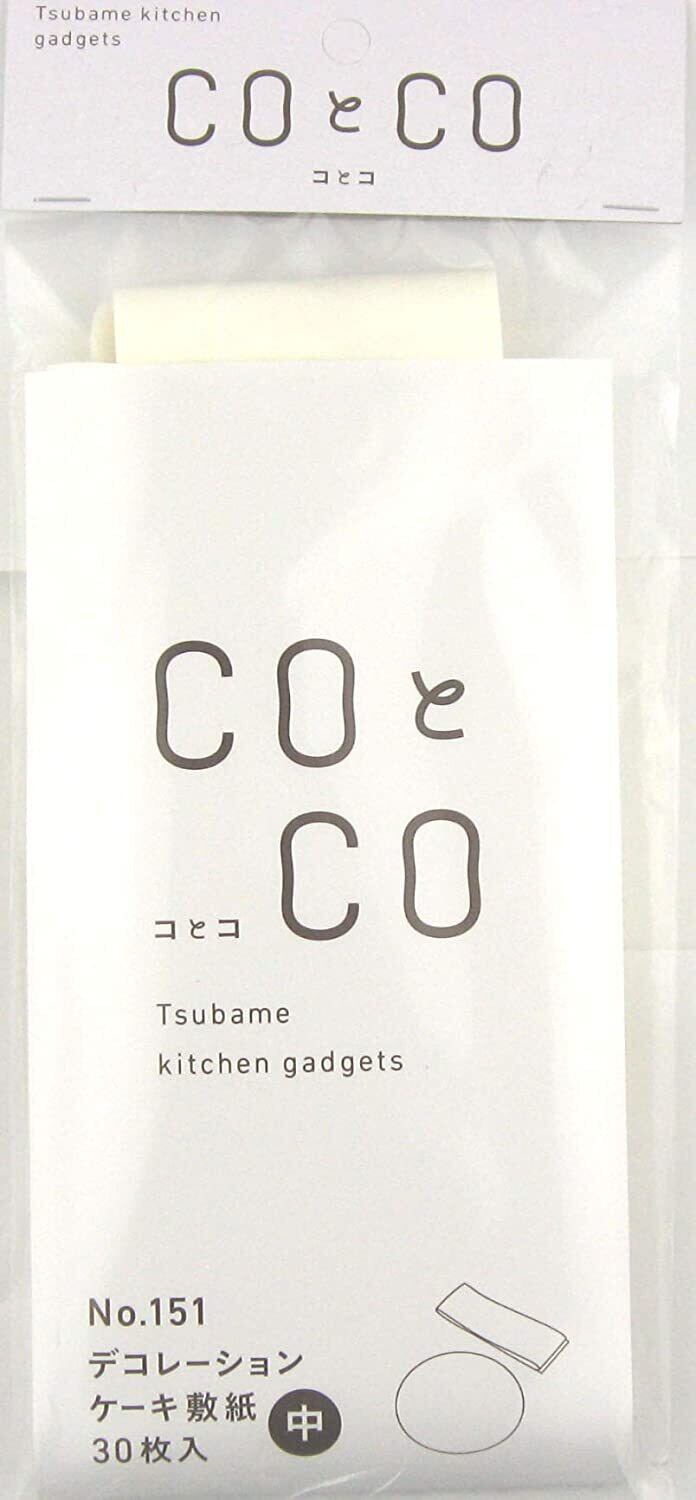 Tsubame kitchen
gadgets
COとCO
コとコ
COと
CO
コとコ
Tsubame
kitchen gadgets
No.151
デコレーション
ケーキ敷紙 中
30枚入